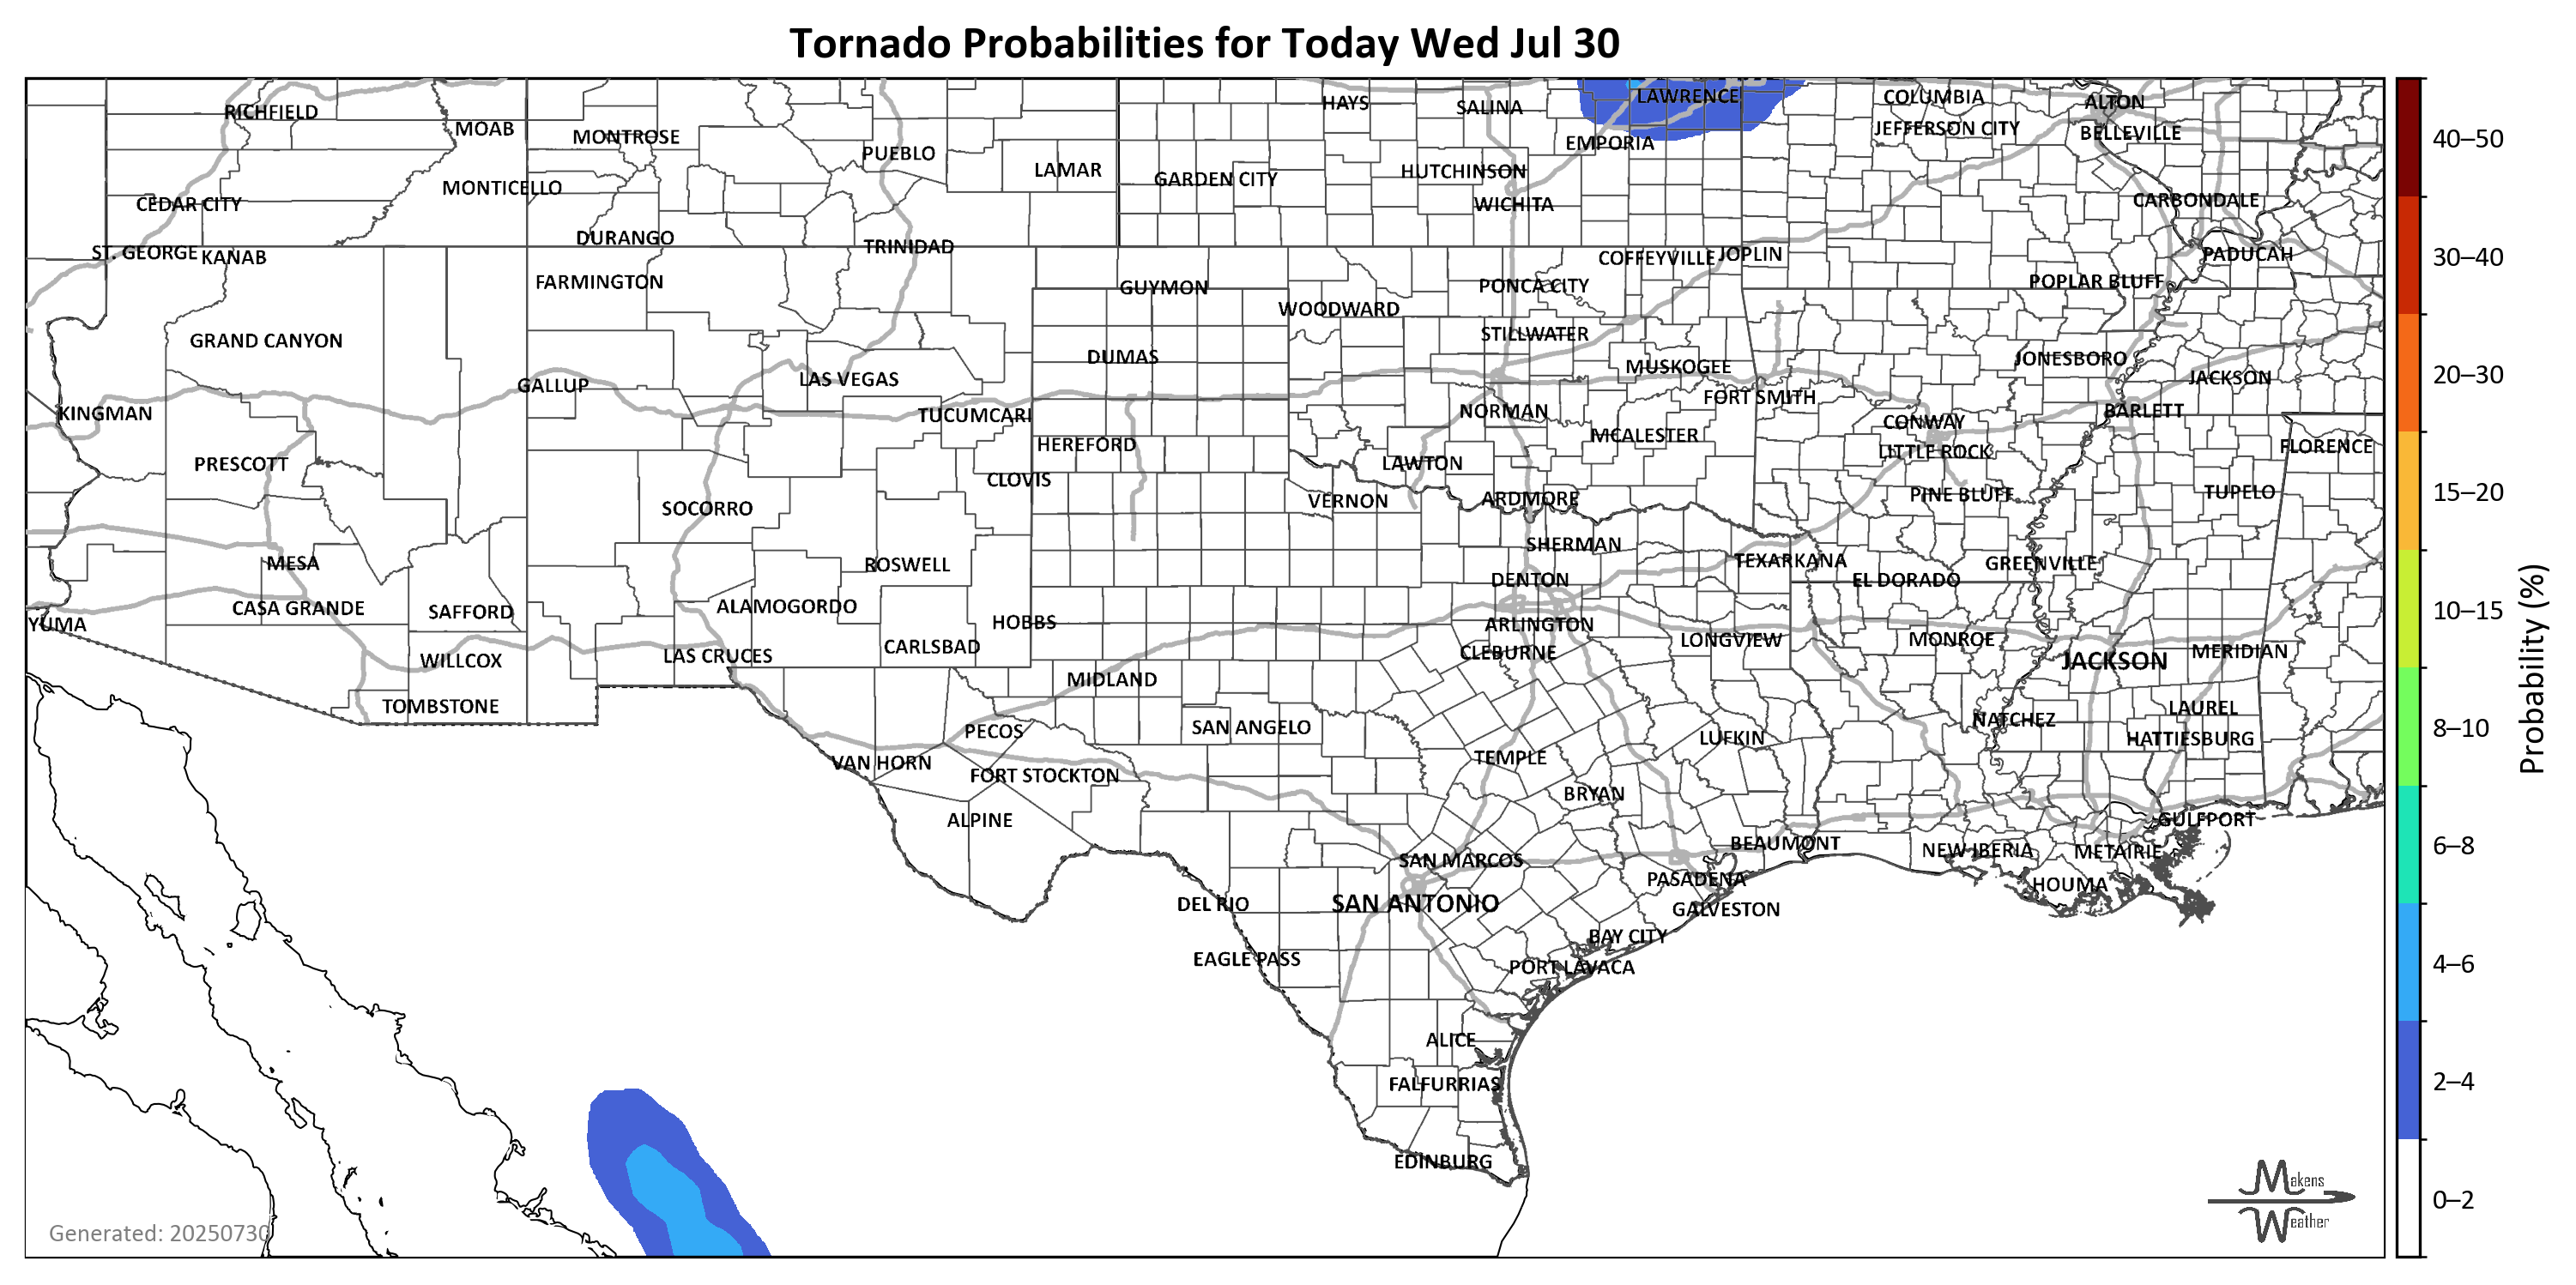 Tornado Probabilities for Today Wed Jul 30
RICHFIELD
MOAB
MONTROSE
PUEBLO
LAMAR
HAYS
SALINA
LAWRENCE
COLUMBIA
ALTON
JEFFERSON CITY
BELLEVILLE
EMPORIA
HUTCHINSON
GARDEN CITY
MONTICELLO
CEDAR CITY
WICHITA
CARBONDALE
DURANGO
TRINIDAD
ST. GEORGE
KANAB
COFFEYVILLE
JOPLIN
PADUCAH
FARMINGTON
GUYMON
PONCA CITY
POPLAR BLUFF
WOODWARD
GRAND CANYON
STILLWATER
DUMAS
JONESBORO
MUSKOGEE
LAS VEGAS
JACKSON
GALLUP
FORT SMITH
KINGMAN
TUCUMCARI
NORMAN
BARLETT
CONWAY
HEREFORD
MCALESTER
FLORENCE
LITTLE ROCK
PRESCOTT
LAWTON
CLOVIS
PINE BLUFF
TUPELO
SOCORRO
VERNON
ARDMORE
SHERMAN
MESA
ROSWELL
TEXARKANA
GREENVILLE
DENTON
EL DORADO
CASA GRANDE
SAFFORD
ALAMOGORDO
YUMA
HOBBS
ARLINGTON
LONGVIEW
MONROE
CARLSBAD
CLEBURNE
MERIDIAN
WILLCOX
LAS CRUCES
JACKSON
MIDLAND
TOMBSTONE
LAUREL
NATCHEZ
PECOS
SAN ANGELO
LUFKIN
HATTIESBURG
VAN HORN
TEMPLE
FORT STOCKTON
BRYAN
ALPINE
GULFPORT
BEAUMONT
NEW IBERIA
METAIRIE
SAN MARCOS
PASADENA
HOUMA
DEL RIO
SAN ANTONIO
GALVESTON
BAY CITY
EAGLE PASS
PORT LAVACA
ALICE
FALFURRIAS
EDINBURG
Generated: 20250730
Makens
Weather
40–50
30–40
20–30
15–20
10–15
8–10
6–8
4–6
2–4
0–2
Probability (%)